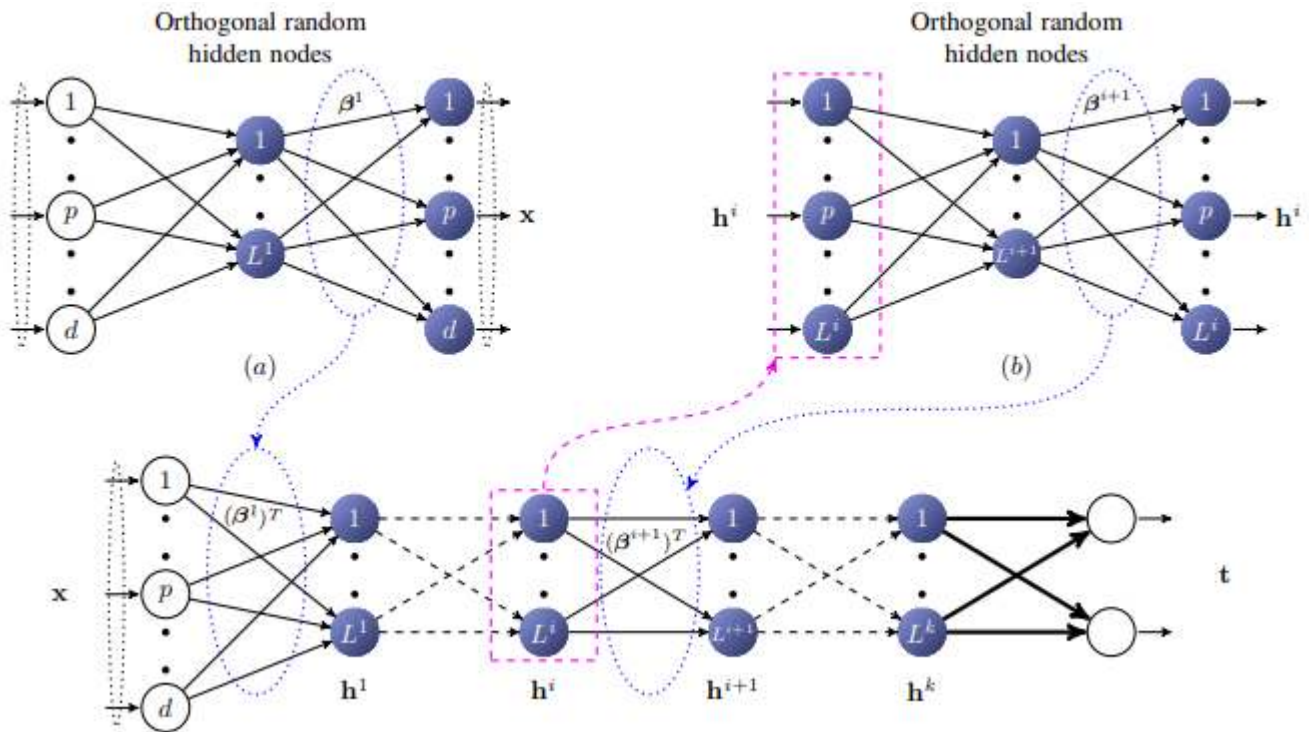 Orthogonal random
hidden nodes
Orthogonal random
hidden nodes
1 1 β¹ 1
p L¹ p x
d d
(a)
1 1 βⁱ⁺¹ 1
hⁱ p Lⁱ⁺¹ p hⁱ
Lⁱ Lⁱ
(b)
1 (β¹)ᵀ 1 1 (βⁱ⁺¹)ᵀ 1 1
x p L¹ Lⁱ Lⁱ⁺¹ Lᵏ t
d h¹ hⁱ hⁱ⁺¹ hᵏ